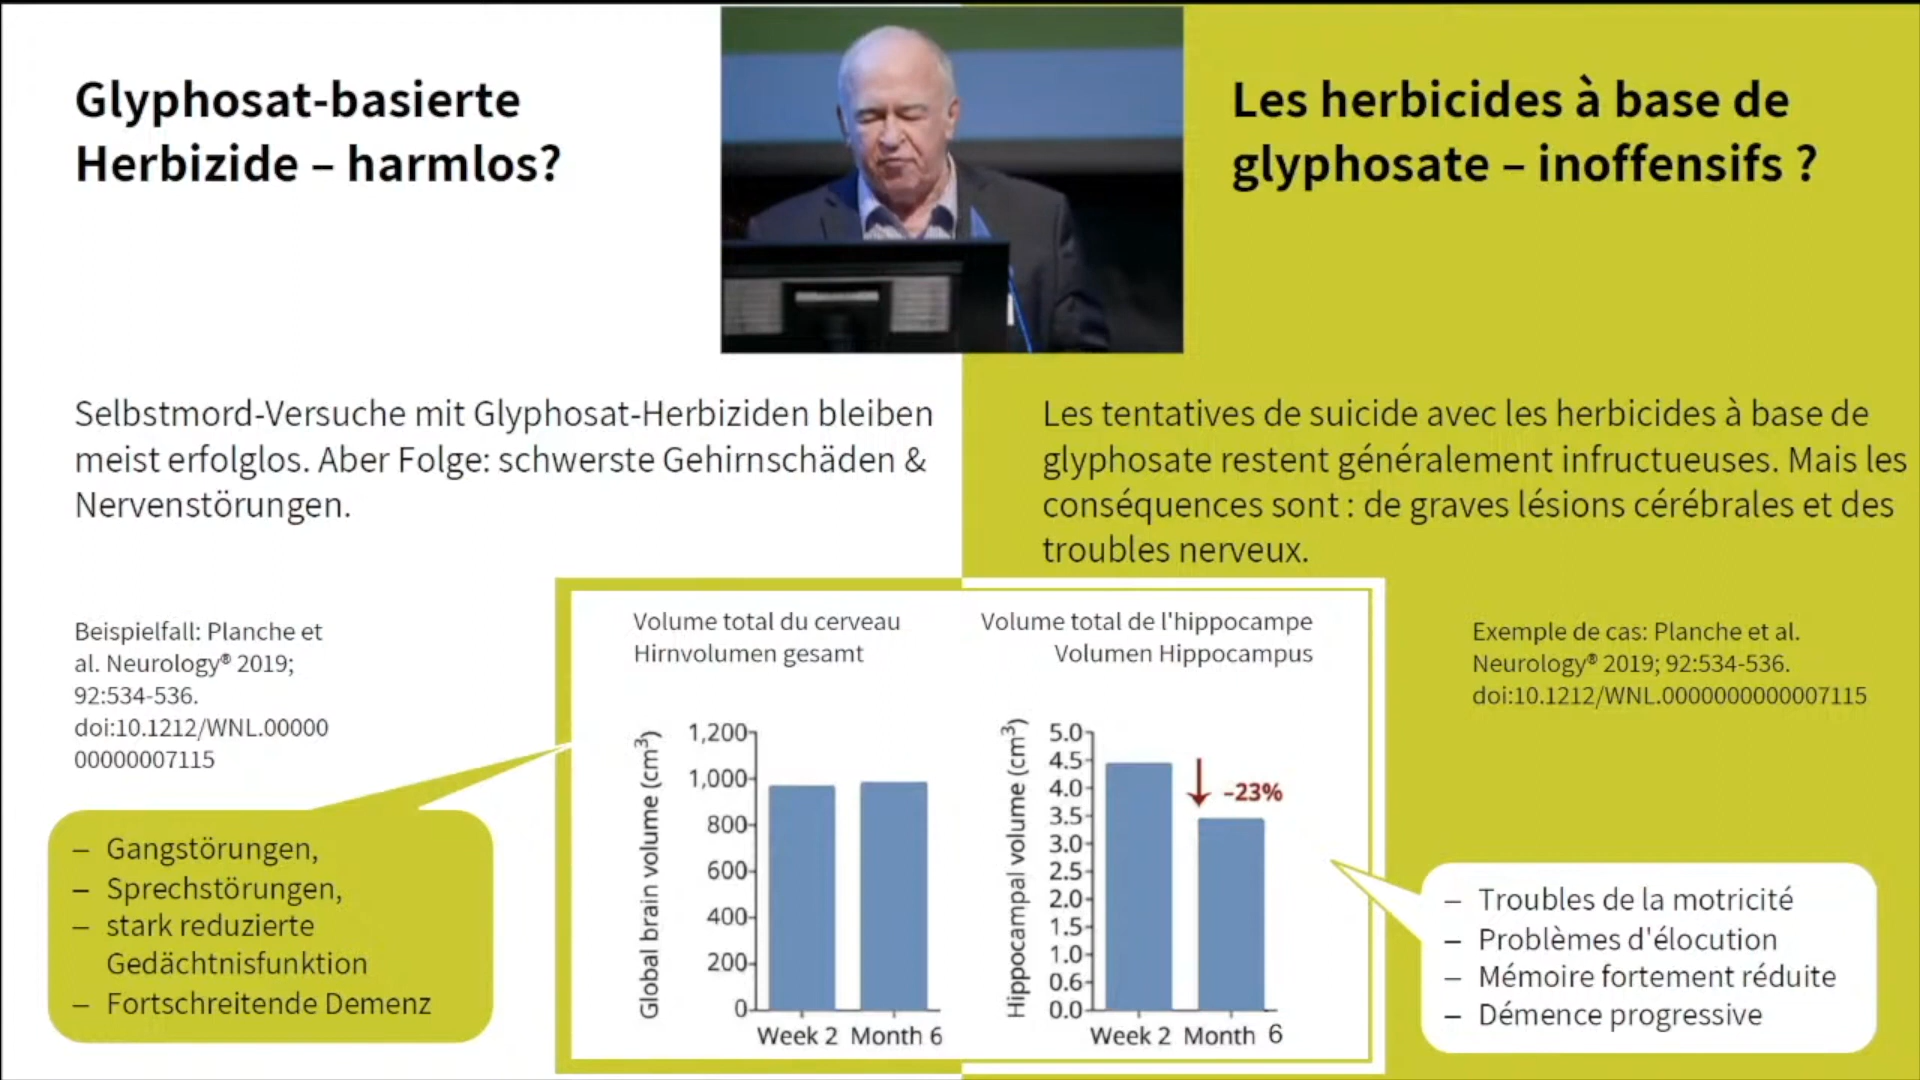 Glyphosat-basierte
Herbizide – harmlos?
Les herbicides à base de
glyphosate – inoffensifs ?
Selbstmord-Versuche mit Glyphosat-Herbiziden bleiben
meist erfolglos. Aber Folge: schwerste Gehirnschäden &
Nervenstörungen.
Les tentatives de suicide avec les herbicides à base de
glyphosate restent généralement infructueuses. Mais les
conséquences sont : de graves lésions cérébrales et des
troubles nerveux.
Beispielfall: Planche et
al. Neurology® 2019;
92:534-536.
doi:10.1212/WNL.00000
00000007115
– Gangstörungen,
– Sprechstörungen,
– stark reduzierte
Gedächtnisfunktion
– Fortschreitende Demenz
Volume total du cerveau
Hirnvolumen gesamt
Global brain volume (cm³)
1,200
1,000
800
600
400
200
0
Week 2 Month 6
Volume total de l'hippocampe
Volumen Hippocampus
Hippocampal volume (cm³)
5.0
4.5
4.0
3.5
3.0
2.5
2.0
1.5
1.0
0.6
0.0
-23%
Week 2 Month 6
Exemple de cas: Planche et al.
Neurology® 2019; 92:534-536.
doi:10.1212/WNL.0000000000007115
– Troubles de la motricité
– Problèmes d'élocution
– Mémoire fortement réduite
– Démence progressive